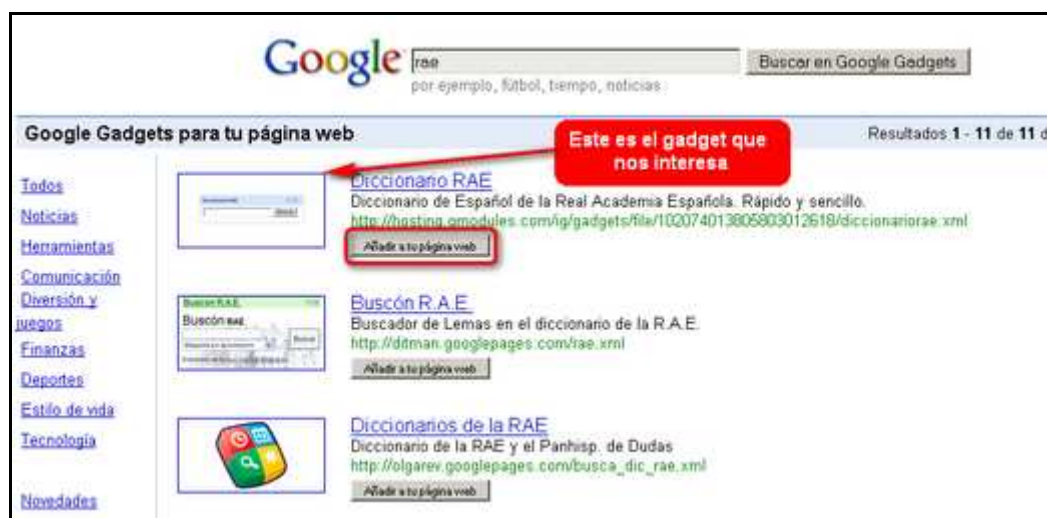 Google rae Buscar en Google Gadgets
por ejemplo, fútbol, tiempo, noticias
Google Gadgets para tu página web
Resultados 1 - 11 de 11 d
Este es el gadget que
nos interesa
Todos
Noticias
Herramientas
Comunicación
Diversión y
juegos
Finanzas
Deportes
Estilo de vida
Tecnología
Novedades
Diccionario RAE
Diccionario de Español de la Real Academia Española. Rápido y sencillo.
http://hosting.gmodules.com/ig/gadgets/file/102074013805803012618/diccionariorae.xml
Añadir a tu página web
Buscón R.A.E.
Buscón RAE
Buscar
Buscón R.A.E.
Buscador de Lemas en el diccionario de la R.A.E.
http://ditman.googlepages.com/rae.xml
Añadir a tu página web
Diccionarios de la RAE
Diccionario de la RAE y el Panhisp. de Dudas
http://olgarev.googlepages.com/busca_dic_rae.xml
Añadir a tu página web